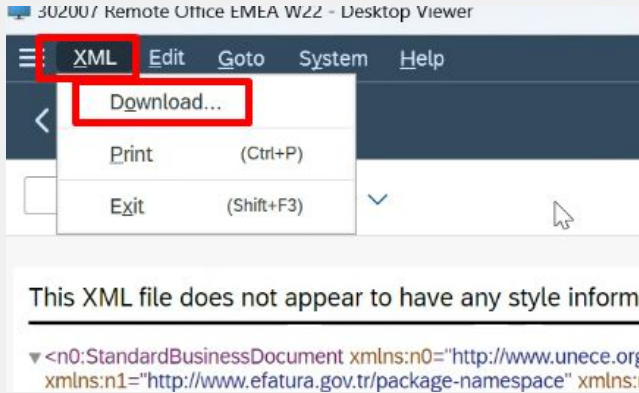 302007 Remote Office EMEA W22 - Desktop Viewer
XML Edit Goto System Help
Download...
Print (Ctrl+P)
Exit (Shift+F3)
This XML file does not appear to have any style inform
<n0:StandardBusinessDocument xmlns:n0="http://www.unece.org
xmlns:n1="http://www.efatura.gov.tr/package-namespace" xmlns: